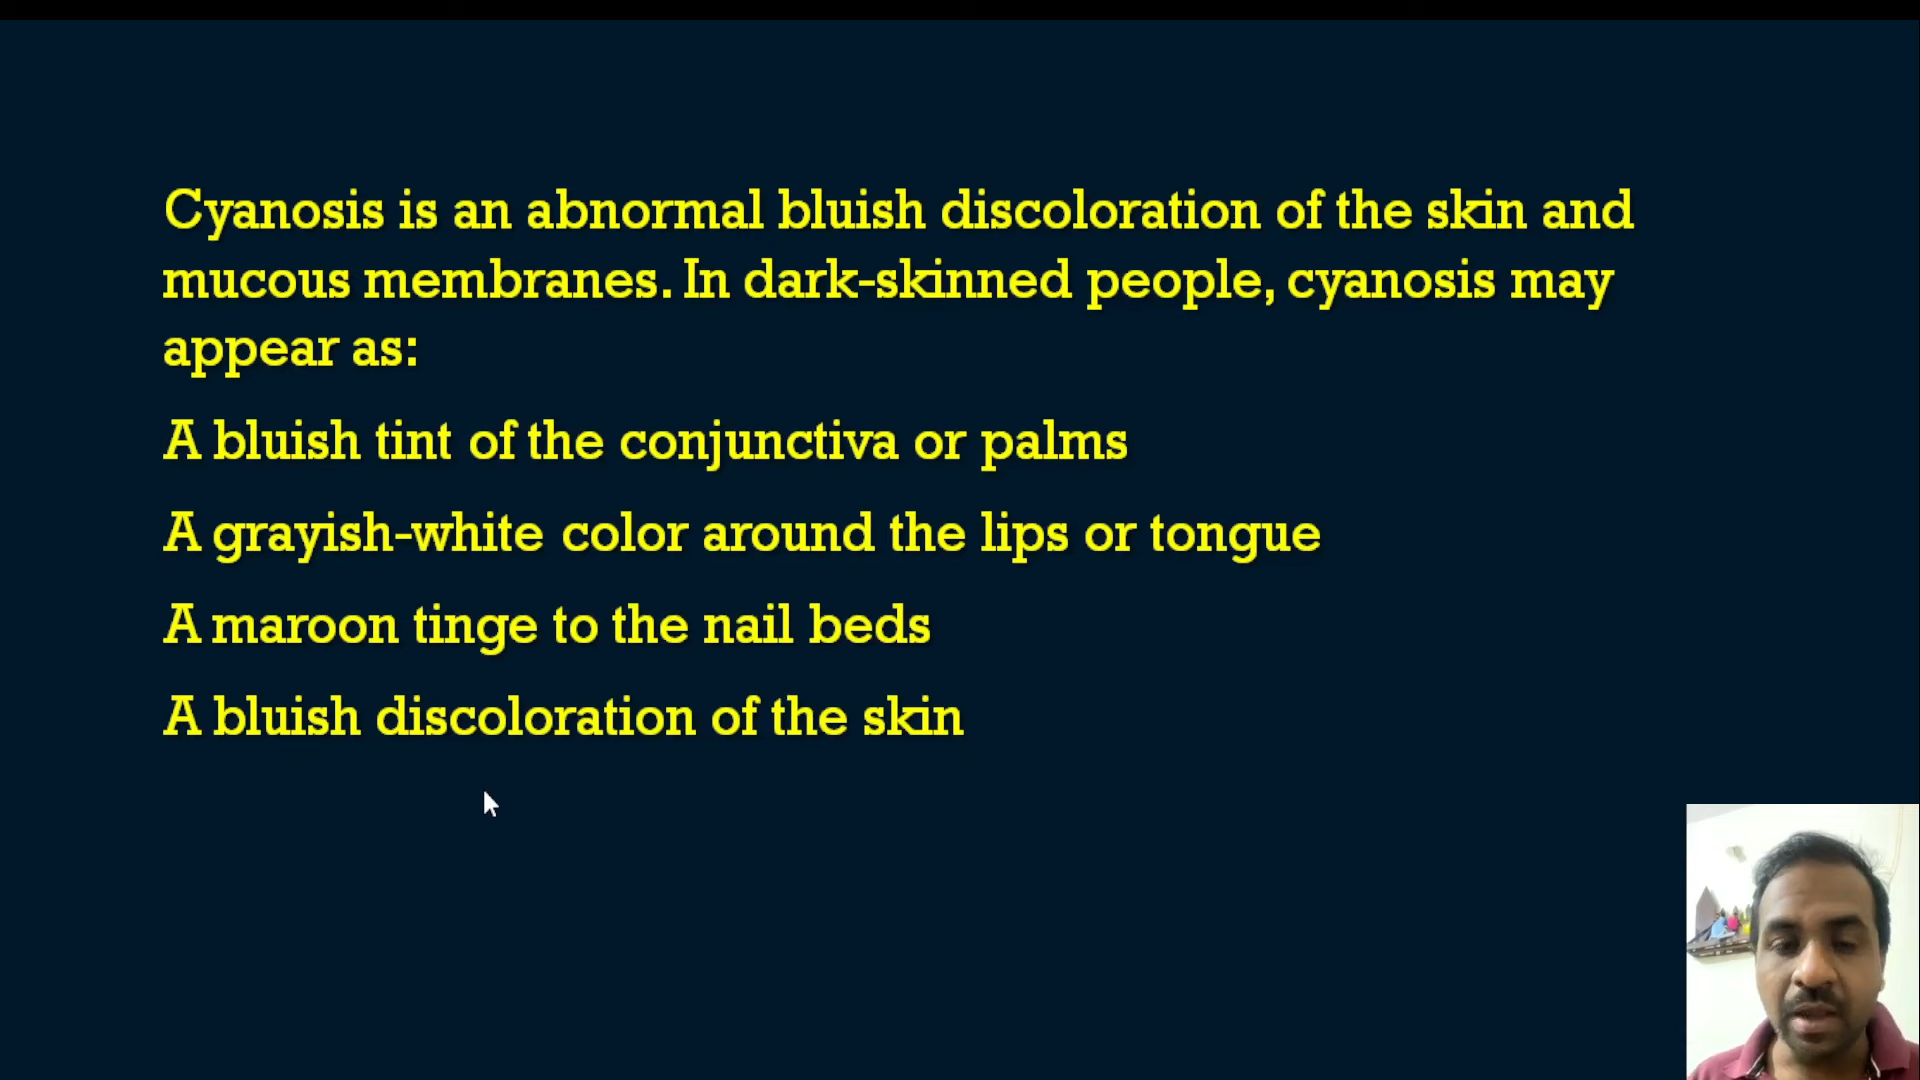 Cyanosis is an abnormal bluish discoloration of the skin and
mucous membranes. In dark-skinned people, cyanosis may
appear as:
A bluish tint of the conjunctiva or palms
A grayish-white color around the lips or tongue
A maroon tinge to the nail beds
A bluish discoloration of the skin